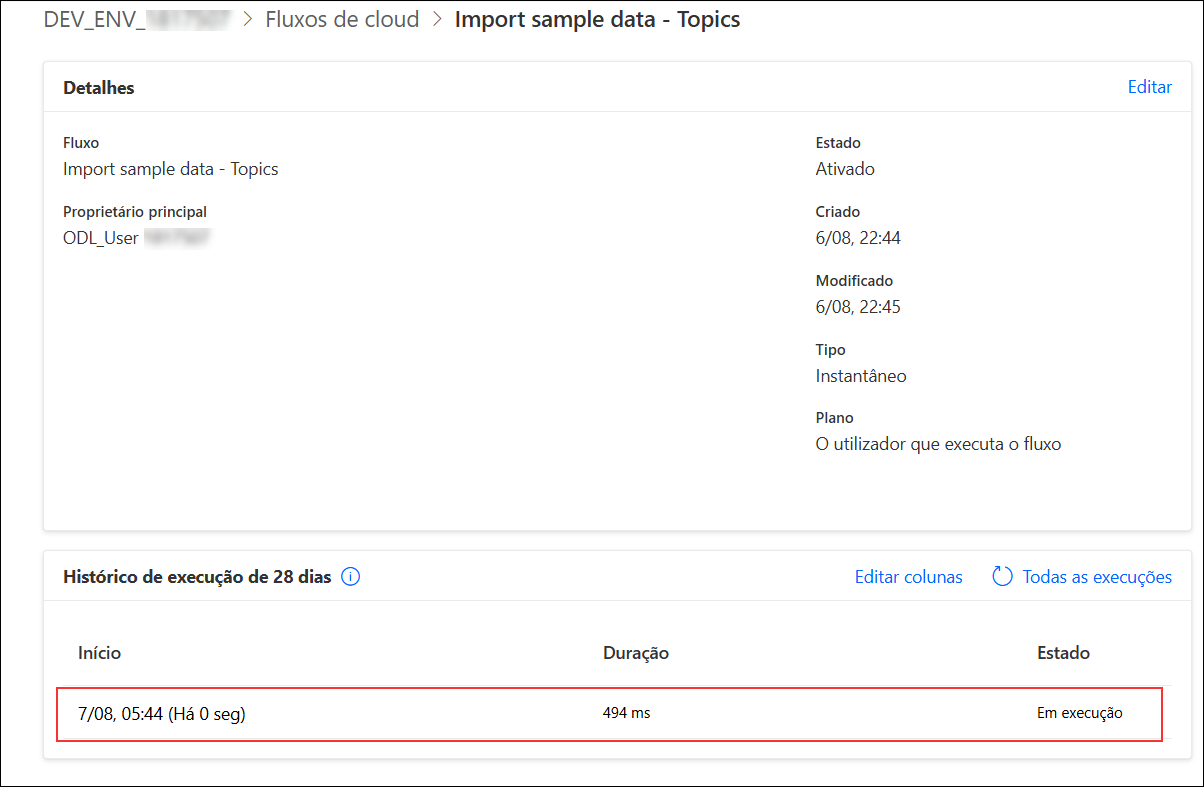 DEV_ENV_ > Fluxos de cloud > Import sample data - Topics
Detalhes
Editar
Fluxo
Import sample data - Topics
Proprietário principal
ODL_User
Estado
Ativado
Criado
6/08, 22:44
Modificado
6/08, 22:45
Tipo
Instantâneo
Plano
O utilizador que executa o fluxo
Histórico de execução de 28 dias
Editar colunas
Todas as execuções
Início Duração Estado
7/08, 05:44 (Há 0 seg) 494 ms Em execução